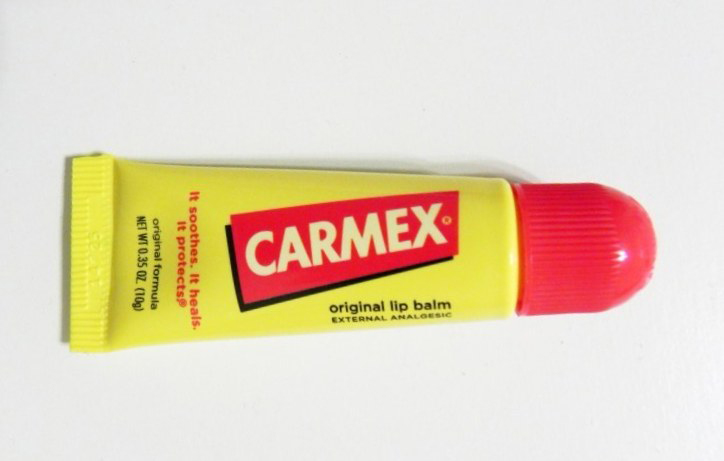 CARMEX
original lip balm
EXTERNAL ANALGESIC
It soothes. It heals.
It protects®
original formula
NET WT 0.35 OZ. (10g)